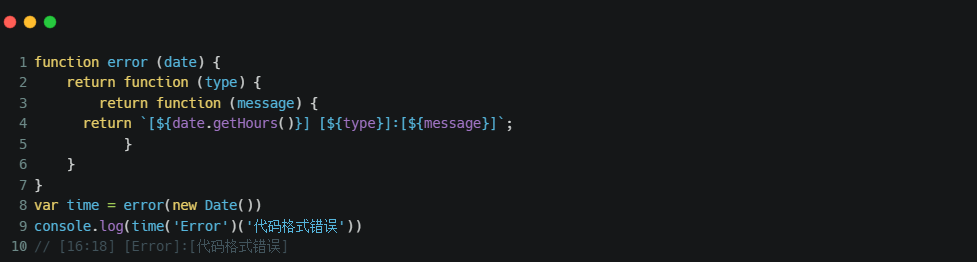 1 function error (date) {
2     return function (type) {
3         return function (message) {
4       return `[${date.getHours()}] [${type}]:[${message}]`;
5            }
6     }
7 }
8 var time = error(new Date())
9 console.log(time('Error')('代码格式错误'))
10 // [16:18] [Error]:[代码格式错误]